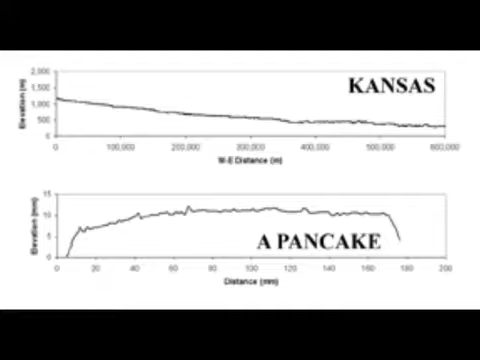 KANSAS
Elevation (m)
2,000
1,500
1,000
500
0
0 100,000 200,000 300,000 400,000 500,000 600,000
W-E Distance (m)
A PANCAKE
Elevation (mm)
15
10
5
0
0 20 40 60 80 100 120 140 160 180 200
Distance (mm)